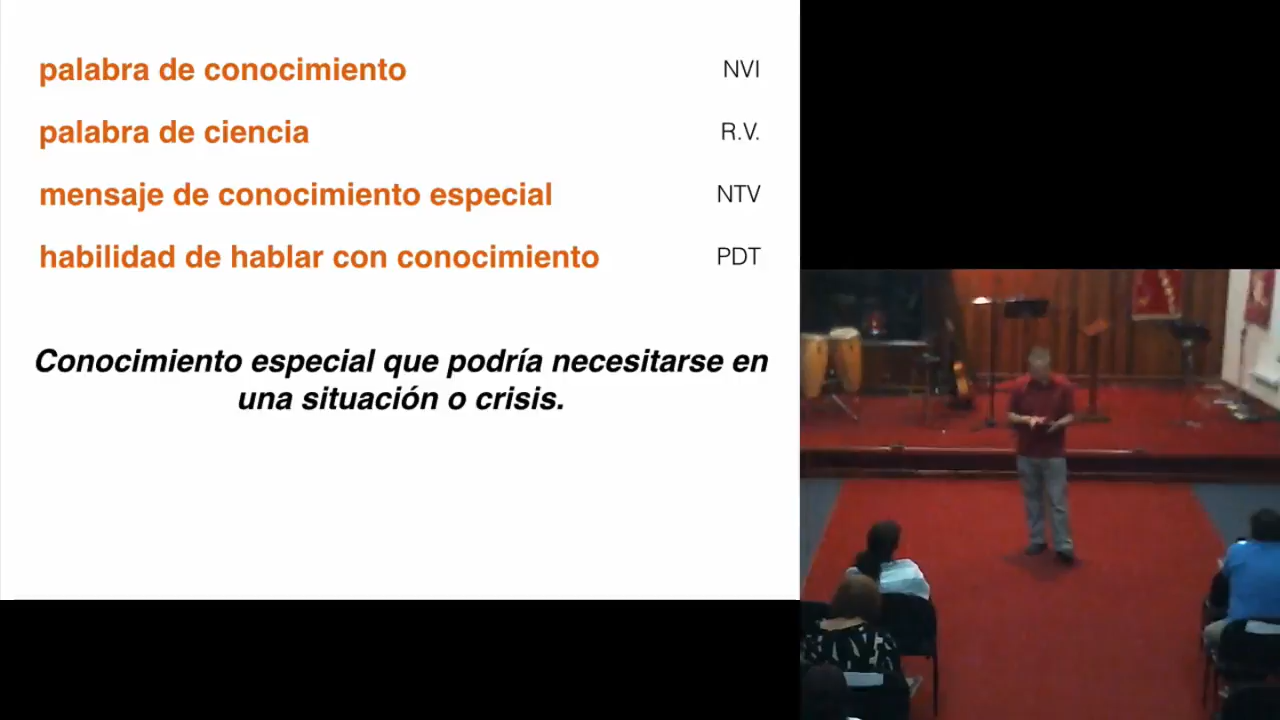 palabra de conocimiento NVI
palabra de ciencia R.V.
mensaje de conocimiento especial NTV
habilidad de hablar con conocimiento PDT
Conocimiento especial que podría necesitarse en
una situación o crisis.